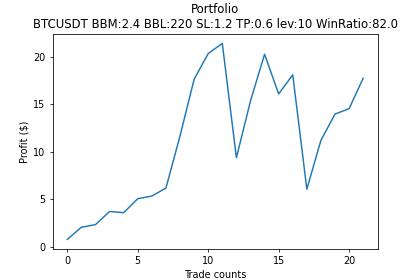 Portfolio
BTCUSDT BBM:2.4 BBL:220 SL:1.2 TP:0.6 lev:10 WinRatio:82.0
20
15
10
5
0
Profit ($)
0 5 10 15 20
Trade counts